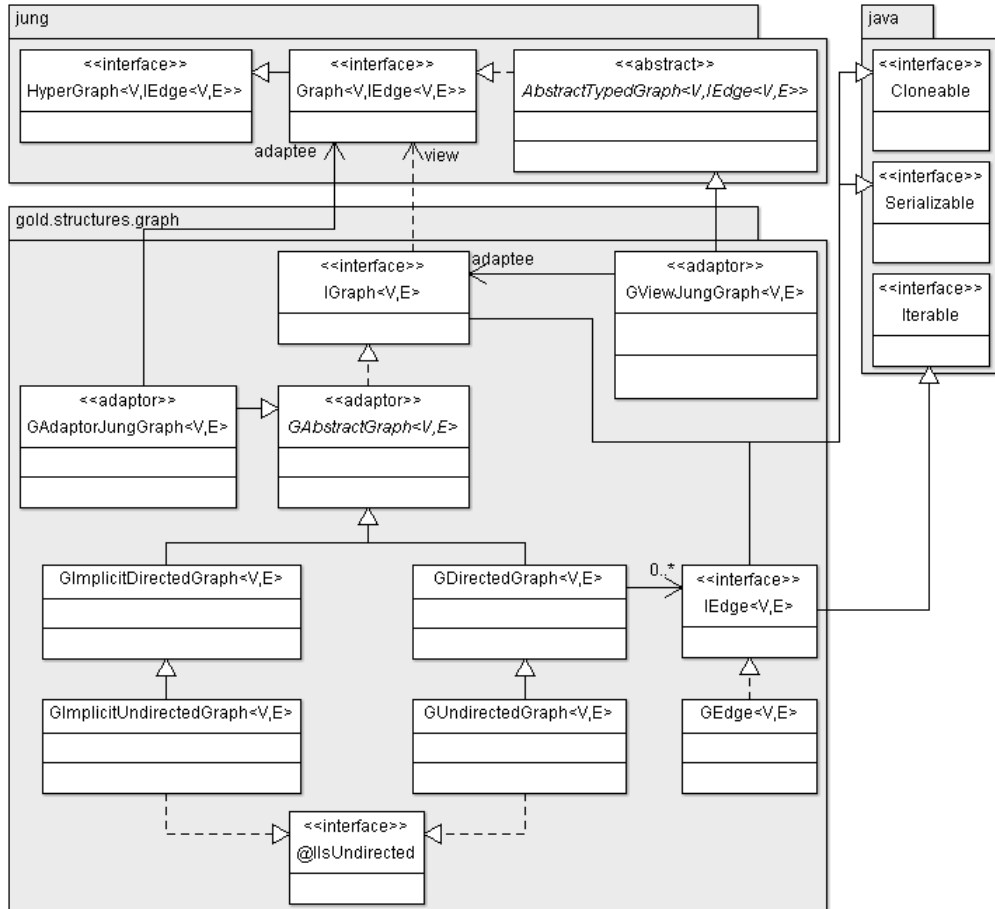 jung
java
<<interface>>
HyperGraph<V,IEdge<V,E>>
<<interface>>
Graph<V,IEdge<V,E>>
<<abstract>>
AbstractTypedGraph<V,IEdge<V,E>>
<<interface>>
Cloneable
adaptee
view
<<interface>>
Serializable
gold.structures.graph
<<interface>>
IGraph<V,E>
adaptee
<<adaptor>>
GViewJungGraph<V,E>
<<interface>>
Iterable
<<adaptor>>
GAdaptorJungGraph<V,E>
<<adaptor>>
GAbstractGraph<V,E>
GImplicitDirectedGraph<V,E>
GDirectedGraph<V,E>
0..*
<<interface>>
IEdge<V,E>
GImplicitUndirectedGraph<V,E>
GUndirectedGraph<V,E>
GEdge<V,E>
<<interface>>
@IIsUndirected